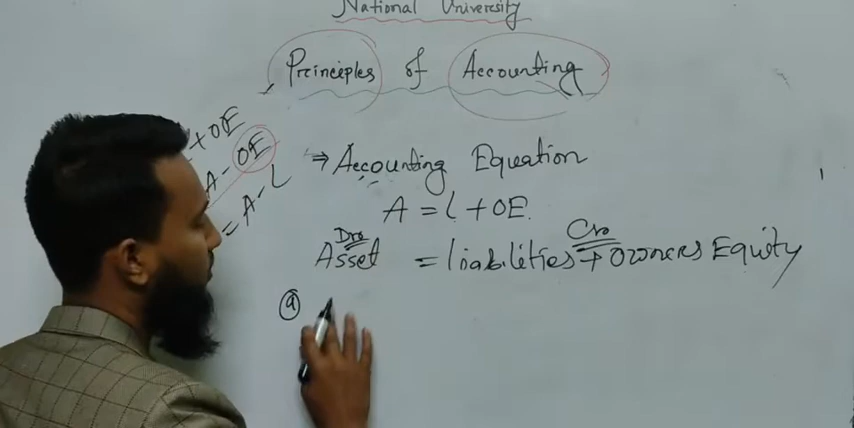 National University
Principles of Accounting
+ OE
A - OE
= A - L
⇒ Accounting Equation
A = L + OE.
Dr
Cr
Asset = liabilities + owners Equity
(a)